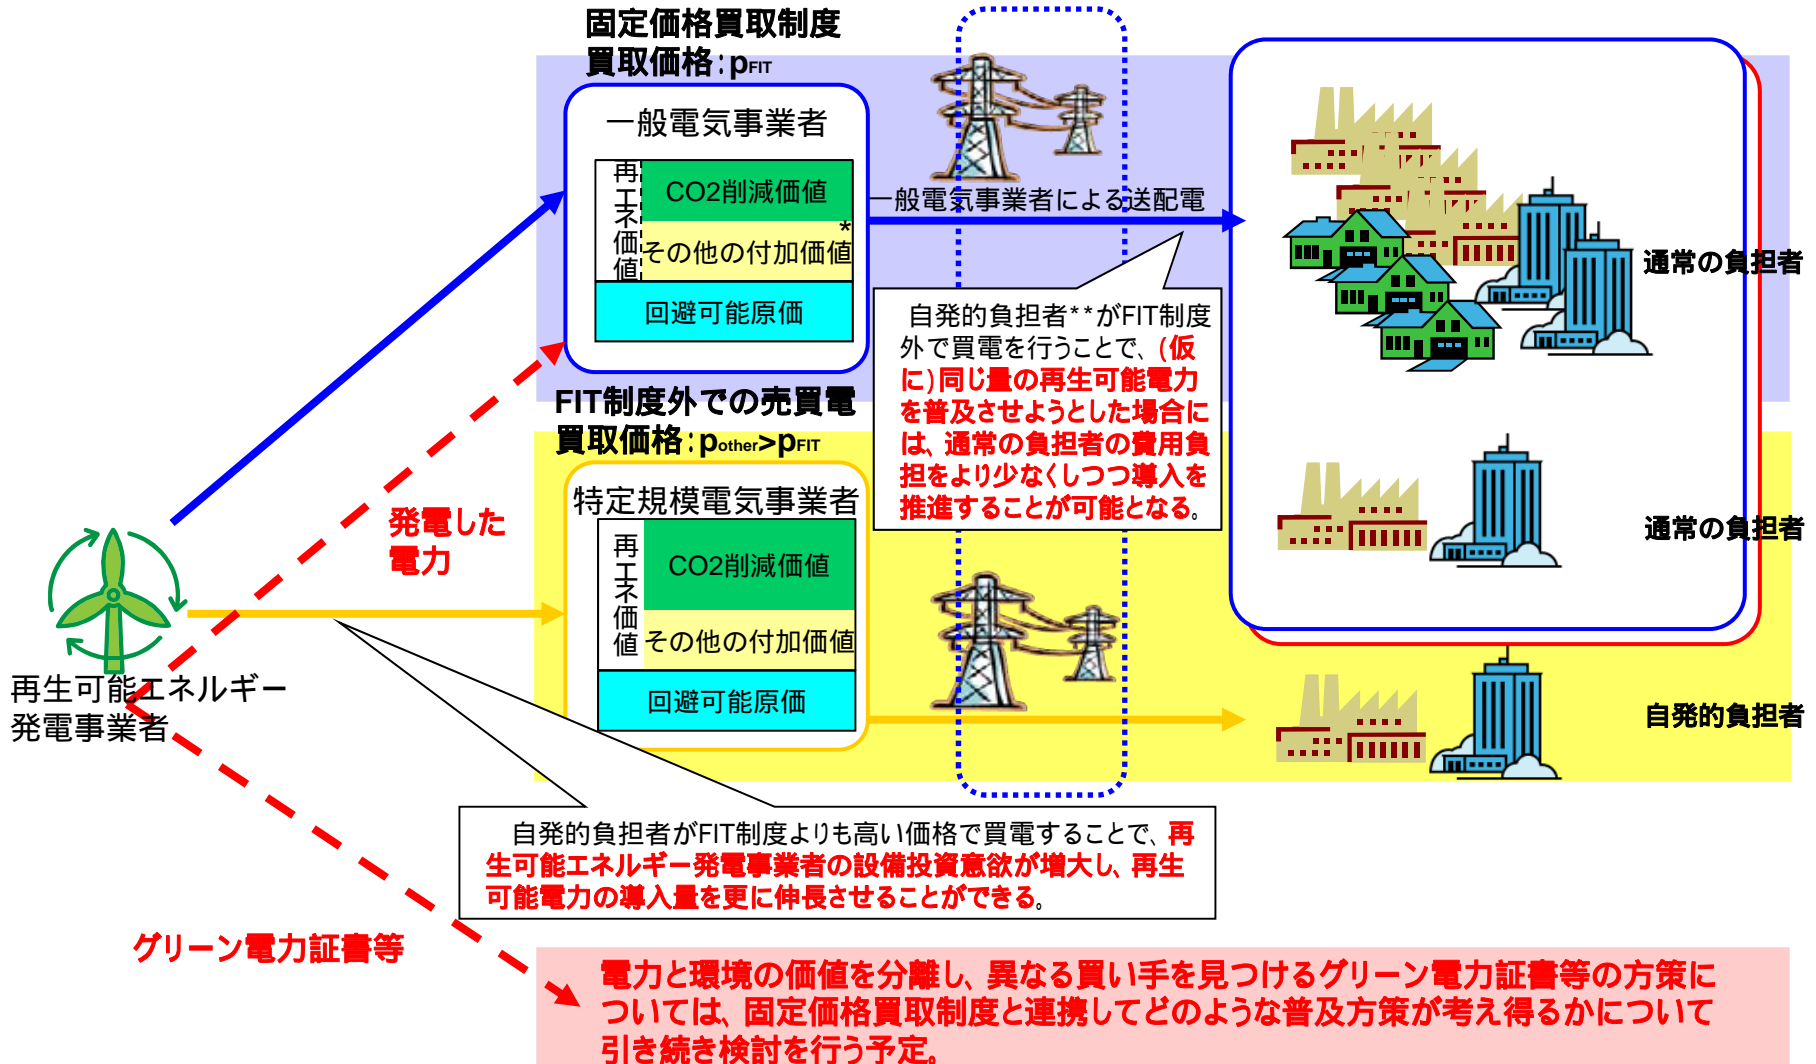 固定価格買取制度
買取価格：pFIT
一般電気事業者
再エネ価値
CO2削減価値
その他の付加価値*
回避可能原価
一般電気事業者による送配電
通常の負担者
自発的負担者**がFIT制度
外で買電を行うことで、(仮
に)同じ量の再生可能電力
を普及させようとした場合に
は、通常の負担者の費用負
担をより少なくしつつ導入を
推進することが可能となる。
FIT制度外での売買電
買取価格：pother>pFIT
特定規模電気事業者
再エネ価値
CO2削減価値
その他の付加価値
回避可能原価
発電した
電力
通常の負担者
自発的負担者
再生可能エネルギー
発電事業者
自発的負担者がFIT制度よりも高い価格で買電することで、再
生可能エネルギー発電事業者の設備投資意欲が増大し、再生
可能電力の導入量を更に伸長させることができる。
グリーン電力証書等
電力と環境の価値を分離し、異なる買い手を見つけるグリーン電力証書等の方策に
ついては、固定価格買取制度と連携してどのような普及方策が考え得るかについて
引き続き検討を行う予定。